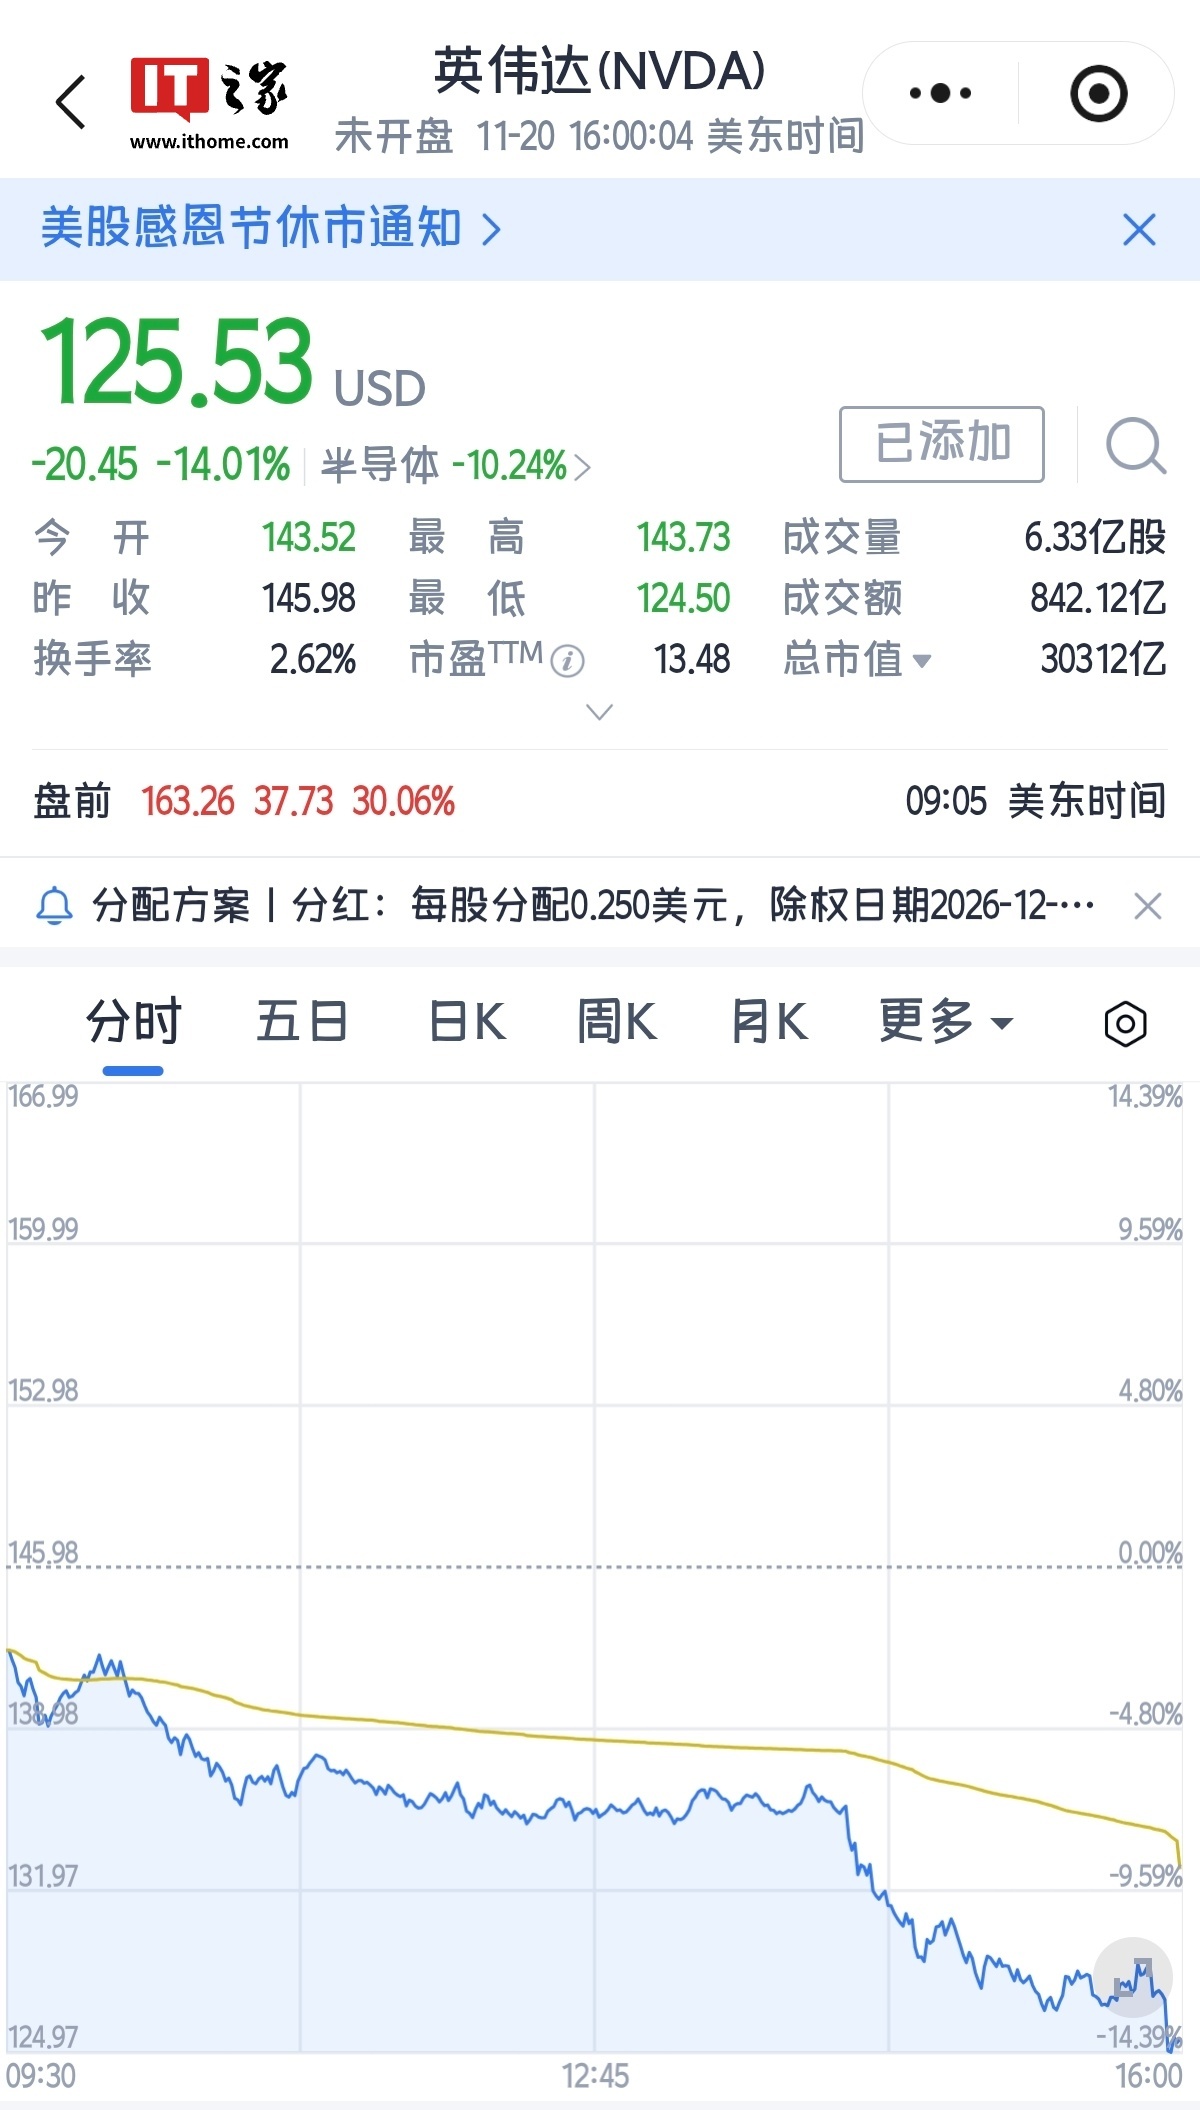 IT之家
www.ithome.com
英伟达(NVDA)
未开盘 11-20 16:00:04 美东时间
美股感恩节休市通知
125.53 USD
-20.45 -14.01% 半导体 -10.24%
已添加
今开 143.52 最高 143.73 成交量 6.33亿股
昨收 145.98 最低 124.50 成交额 842.12亿
换手率 2.62% 市盈TTM 13.48 总市值 30312亿
盘前 163.26 37.73 30.06% 09:05 美东时间
分配方案丨分红：每股分配0.250美元，除权日期2026-12-···
分时 五日 日K 周K 月K 更多
166.99 14.39%
159.99 9.59%
152.98 4.80%
145.98 0.00%
138.98 -4.80%
131.97 -9.59%
124.97 -14.39%
09:30 12:45 16:00